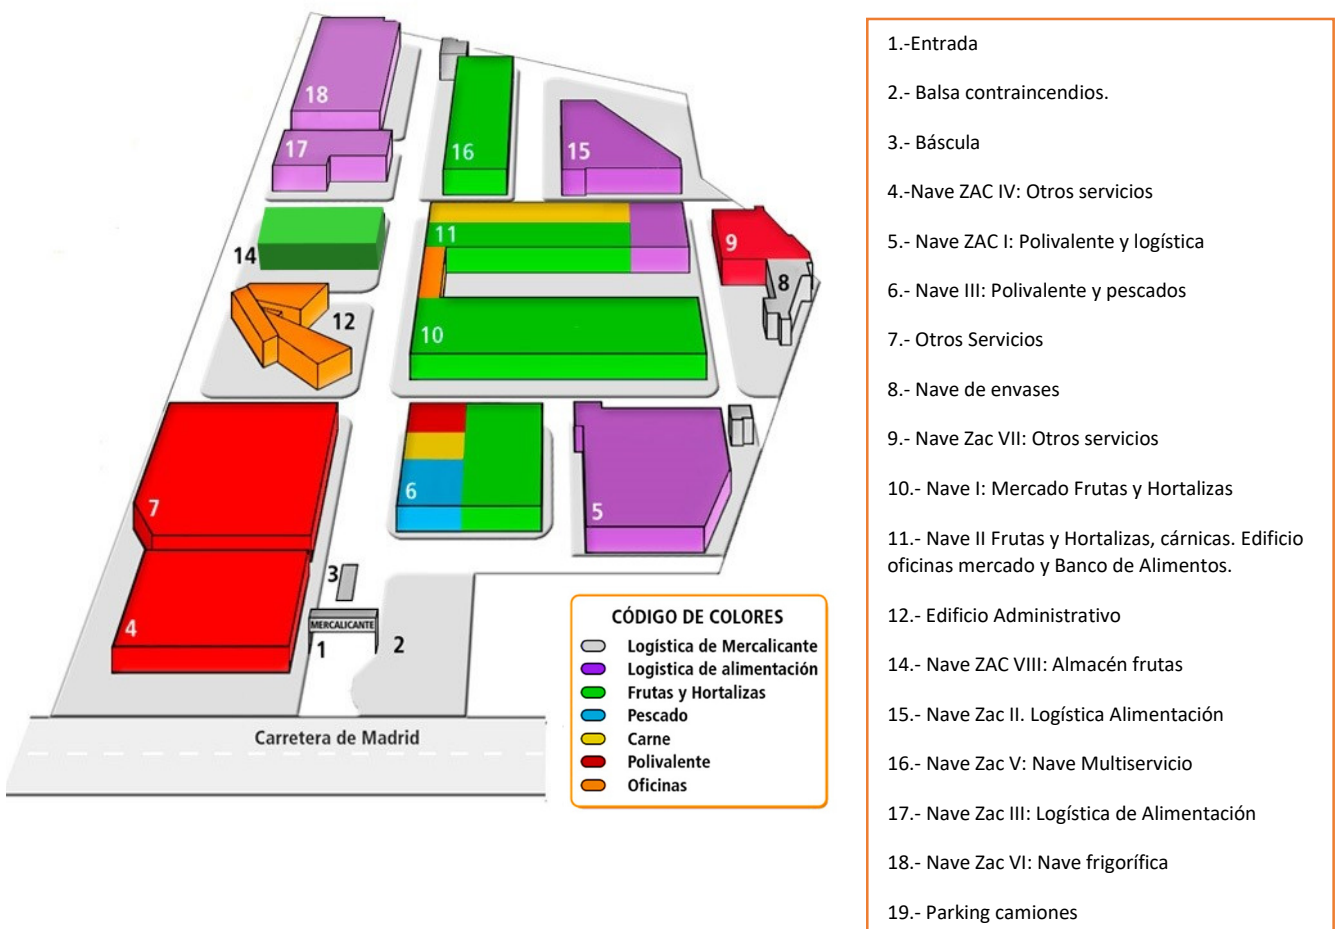 18
17
16
15
14
11
9
8
12
10
7
6
5
4
3
MERCALICANTE
1
2
Carretera de Madrid
CÓDIGO DE COLORES
Logística de Mercalicante
Logistica de alimentación
Frutas y Hortalizas
Pescado
Carne
Polivalente
Oficinas
1.-Entrada
2.- Balsa contraincendios.
3.- Báscula
4.-Nave ZAC IV: Otros servicios
5.- Nave ZAC I: Polivalente y logística
6.- Nave III: Polivalente y pescados
7.- Otros Servicios
8.- Nave de envases
9.- Nave Zac VII: Otros servicios
10.- Nave I: Mercado Frutas y Hortalizas
11.- Nave II Frutas y Hortalizas, cárnicas. Edificio
oficinas mercado y Banco de Alimentos.
12.- Edificio Administrativo
14.- Nave ZAC VIII: Almacén frutas
15.- Nave Zac II. Logística Alimentación
16.- Nave Zac V: Nave Multiservicio
17.- Nave Zac III: Logística de Alimentación
18.- Nave Zac VI: Nave frigorífica
19.- Parking camiones